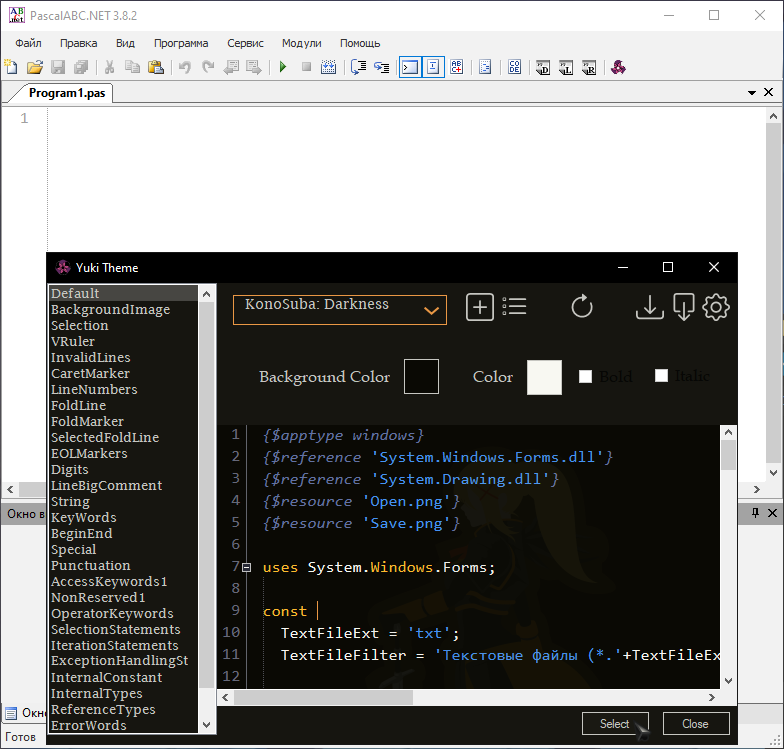 PascalABC.NET 3.8.2
Файл Правка Вид Программа Сервис Модули Помощь
Program1.pas
1
Yuki Theme
Default
BackgroundImage
Selection
VRuler
InvalidLines
CaretMarker
LineNumbers
FoldLine
FoldMarker
SelectedFoldLine
EOLMarkers
Digits
LineBigComment
String
KeyWords
BeginEnd
Special
Punctuation
AccessKeywords1
NonReserved1
OperatorKeywords
SelectionStatements
IterationStatements
ExceptionHandlingSt
InternalConstant
InternalTypes
ReferenceTypes
ErrorWords
KonoSuba: Darkness
Background Color Color Bold Italic
1 {$apptype windows}
2 {$reference 'System.Windows.Forms.dll'}
3 {$reference 'System.Drawing.dll'}
4 {$resource 'Open.png'}
5 {$resource 'Save.png'}
6
7 uses System.Windows.Forms;
8
9 const
10 TextFileExt = 'txt';
11 TextFileFilter = 'Текстовые файлы (*.'+TextFileEx
12
Select Close
Окно в
Окно
Готов